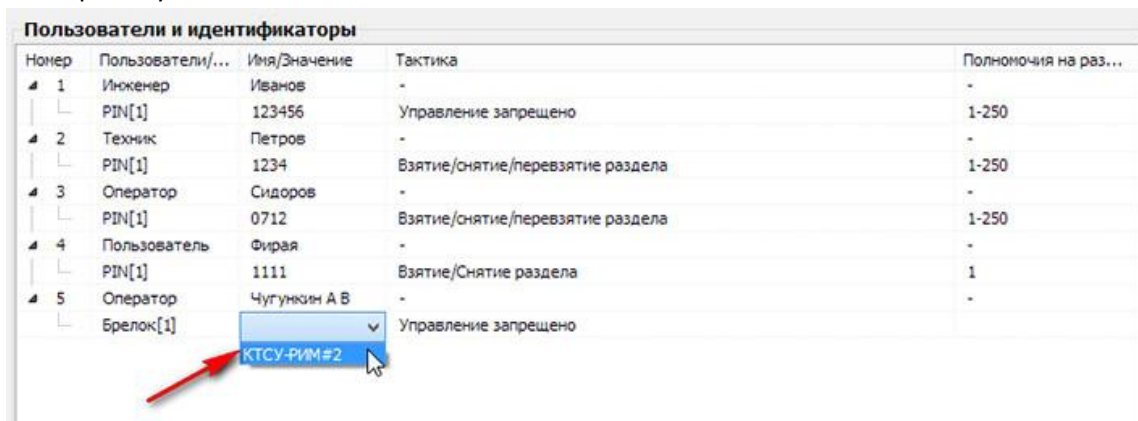 Пользователи и идентификаторы
Номер Пользователи/... Имя/Значение Тактика Полномочия на раз...
1 Инженер Иванов - -
PIN[1] 123456 Управление запрещено 1-250
2 Техник Петров - -
PIN[1] 1234 Взятие/снятие/перевзятие раздела 1-250
3 Оператор Сидоров - -
PIN[1] 0712 Взятие/снятие/перевзятие раздела 1-250
4 Пользователь Фирая - -
PIN[1] 1111 Взятие/Снятие раздела 1
5 Оператор Чугункин А В - -
Брелок[1] Управление запрещено
КТСУ-РИМ#2